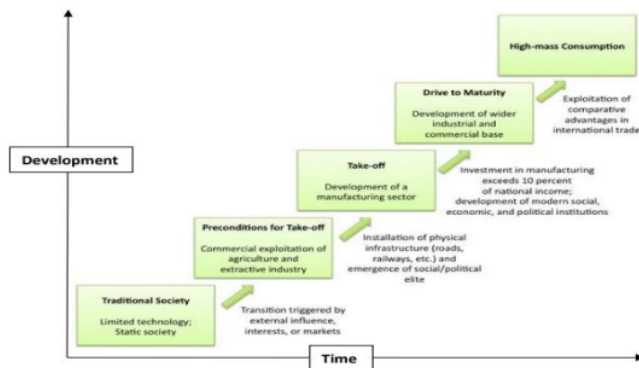 High-mass Consumption
Drive to Maturity
Development of wider
industrial and
commercial base
Exploitation of
comparative
advantages in
international trade
Development
Take-off
Development of a
manufacturing sector
Investment in manufacturing
exceeds 10 percent
of national income;
development of modern social,
economic, and political institutions
Preconditions for Take-off
Commercial exploitation of
agriculture and
extractive industry
Installation of physical
infrastructure (roads,
railways, etc.) and
emergence of social/political
elite
Traditional Society
Limited technology;
Static society
Transition triggered by
external influence,
interests, or markets
Time